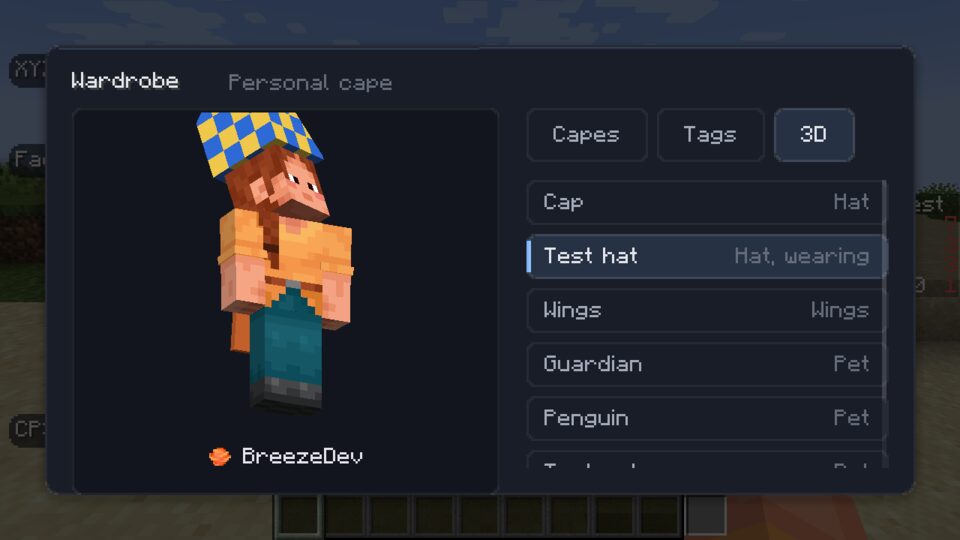 Wardrobe
Personal cape
Capes
Tags
3D
Cap
Hat
Test hat
Hat, wearing
Wings
Wings
Guardian
Pet
Penguin
Pet
BreezeDev
XYZ